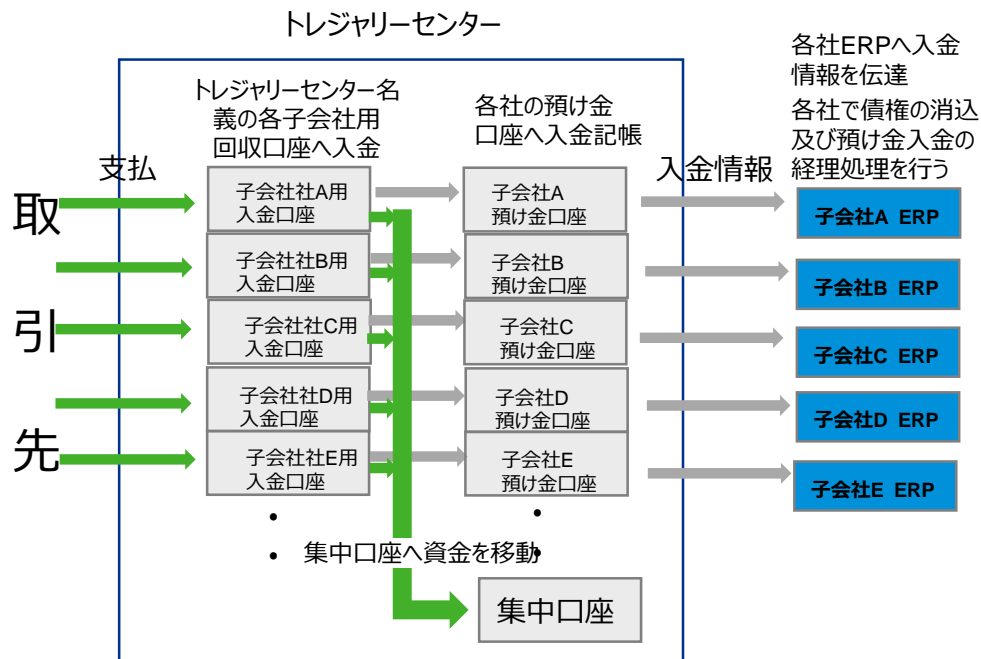 トレジャリーセンター
各社ERPへ入金
情報を伝達
各社で債権の消込
及び預け金入金の
経理処理を行う
トレジャリーセンター名
義の各子会社用
回収口座へ入金
各社の預け金
口座へ入金記帳
支払
入金情報
取
引
先
子会社社A用
入金口座
子会社A
預け金口座
子会社A ERP
子会社社B用
入金口座
子会社B
預け金口座
子会社B ERP
子会社社C用
入金口座
子会社C
預け金口座
子会社C ERP
子会社社D用
入金口座
子会社D
預け金口座
子会社D ERP
子会社社E用
入金口座
子会社E
預け金口座
子会社E ERP
• •
• 集中口座へ資金を移動 •
集中口座